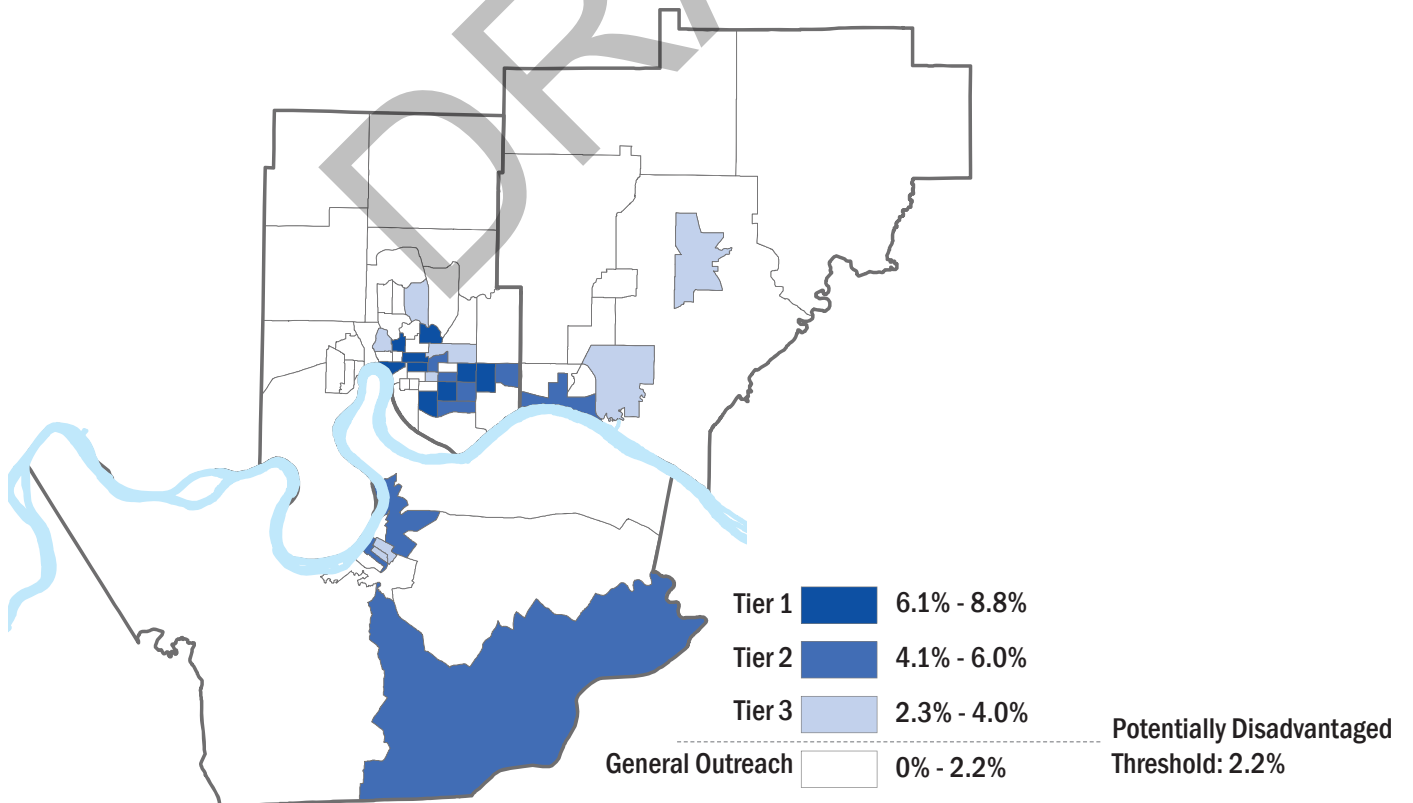 DRA
Tier 1 6.1% - 8.8%
Tier 2 4.1% - 6.0%
Tier 3 2.3% - 4.0%
Potentially Disadvantaged
General Outreach 0% - 2.2% Threshold: 2.2%